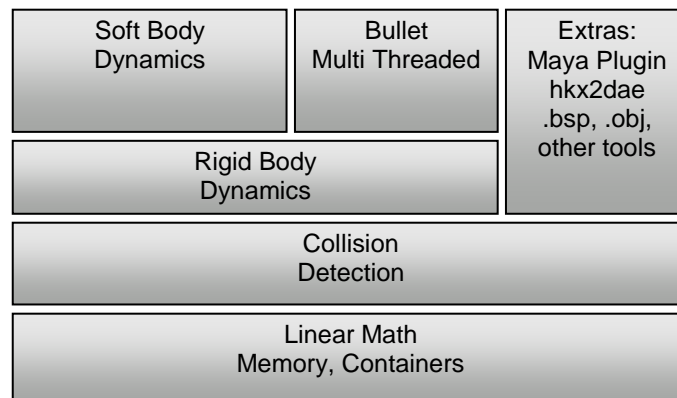 Soft Body
Dynamics
Bullet
Multi Threaded
Extras:
Maya Plugin
hkx2dae
.bsp, .obj,
other tools
Rigid Body
Dynamics
Collision
Detection
Linear Math
Memory, Containers